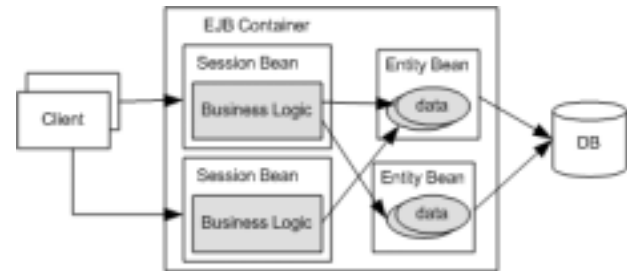 EJB Container
Session Bean
Business Logic
Entity Bean
data
Client
DB
Session Bean
Business Logic
Entity Bean
data